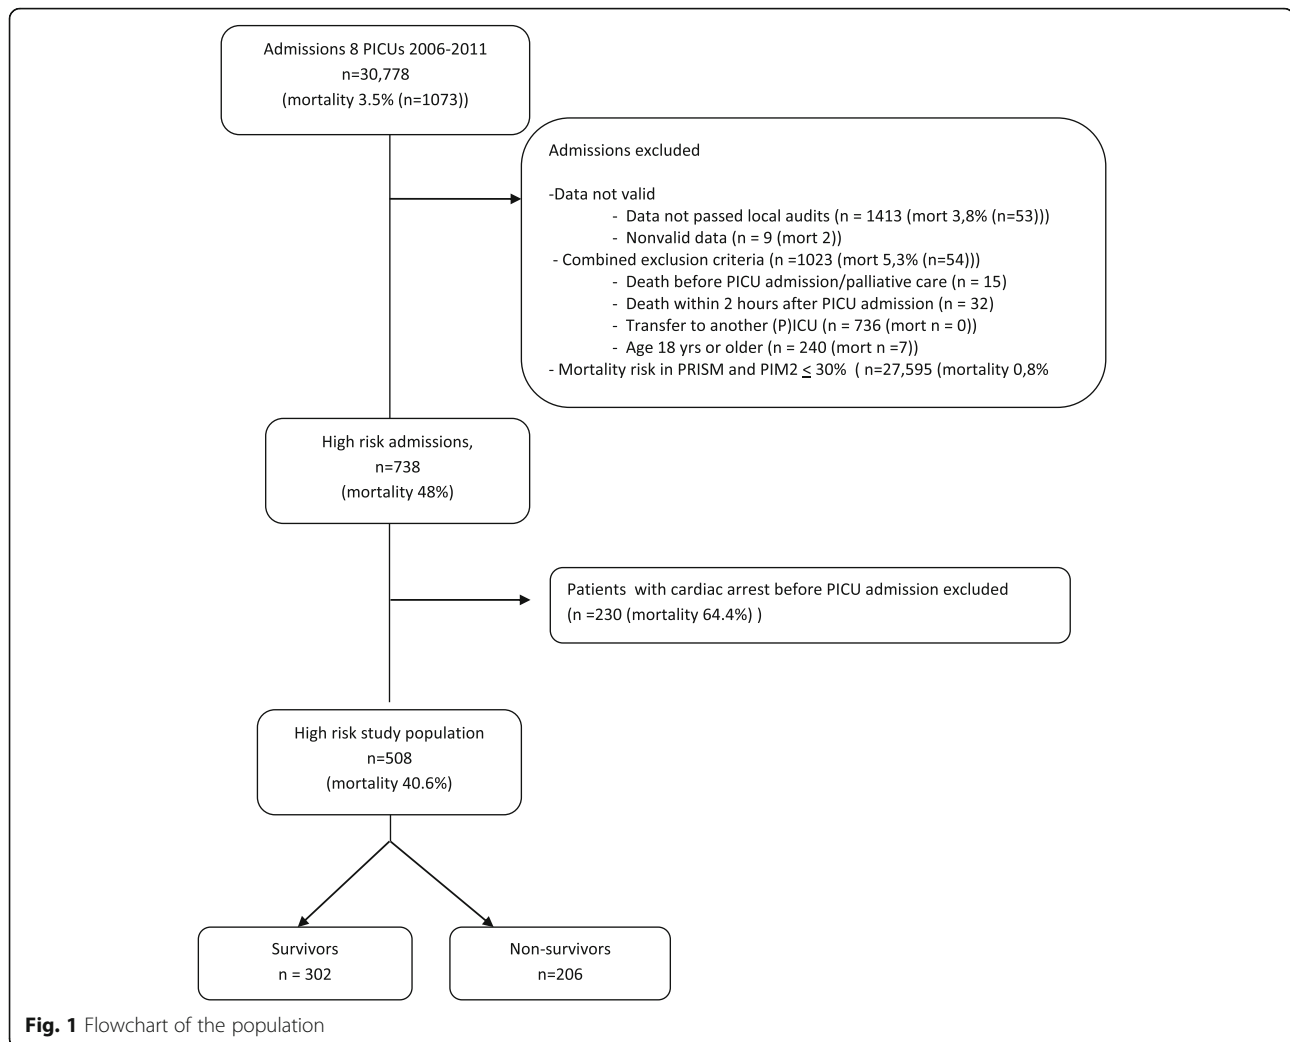 Admissions 8 PICUs 2006-2011
n=30,778
(mortality 3.5% (n=1073))
Admissions excluded
-Data not valid
- Data not passed local audits (n = 1413 (mort 3,8% (n=53)))
- Nonvalid data (n = 9 (mort 2))
- Combined exclusion criteria (n =1023 (mort 5,3% (n=54)))
- Death before PICU admission/palliative care (n = 15)
- Death within 2 hours after PICU admission (n = 32)
- Transfer to another (P)ICU (n = 736 (mort n = 0))
- Age 18 yrs or older (n = 240 (mort n =7))
- Mortality risk in PRISM and PIM2 ≤ 30% ( n=27,595 (mortality 0,8%
High risk admissions,
n=738
(mortality 48%)
Patients with cardiac arrest before PICU admission excluded
(n =230 (mortality 64.4%) )
High risk study population
n=508
(mortality 40.6%)
Survivors
n = 302
Non-survivors
n=206
Fig. 1 Flowchart of the population